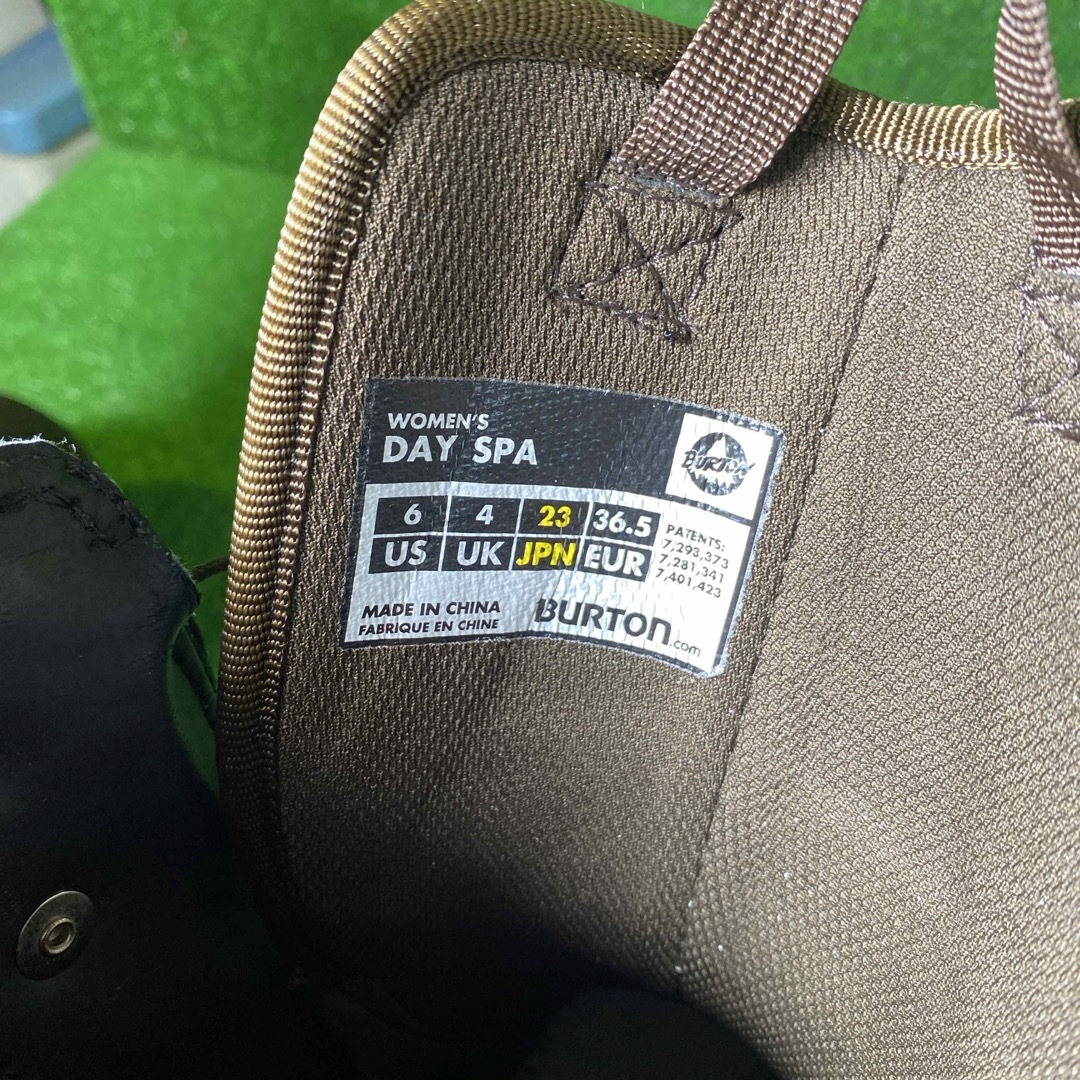 WOMEN'S
DAY SPA
BURTON
6 4 23 36.5
US UK JPN EUR
PATENTS:
7,293,373
7,281,341
7,401,423
MADE IN CHINA
FABRIQUE EN CHINE
BURTON.com